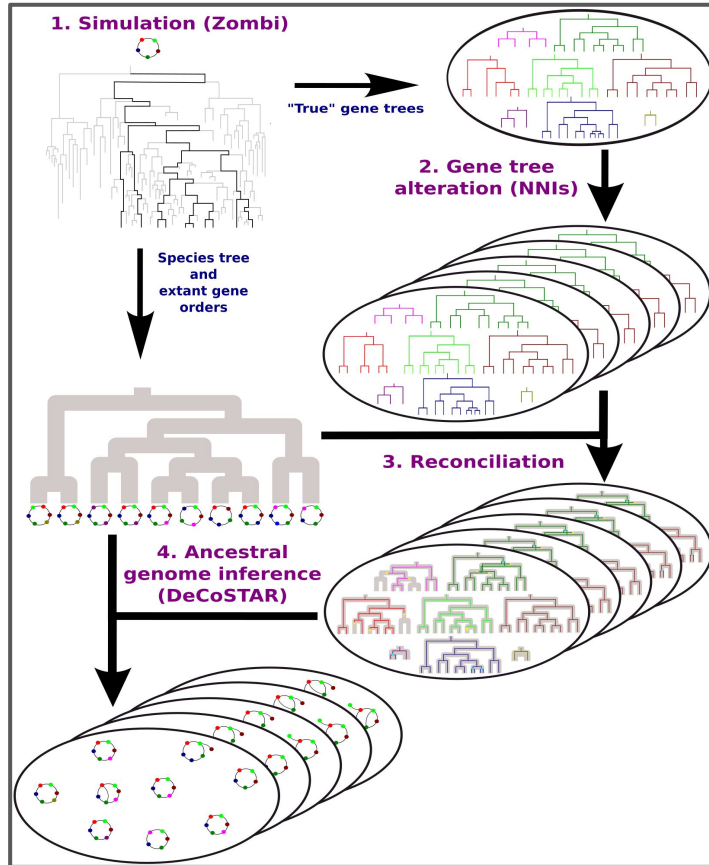 1. Simulation (Zombi)
"True" gene trees
2. Gene tree
alteration (NNIs)
Species tree
and
extant gene
orders
3. Reconciliation
4. Ancestral
genome inference
(DeCoSTAR)